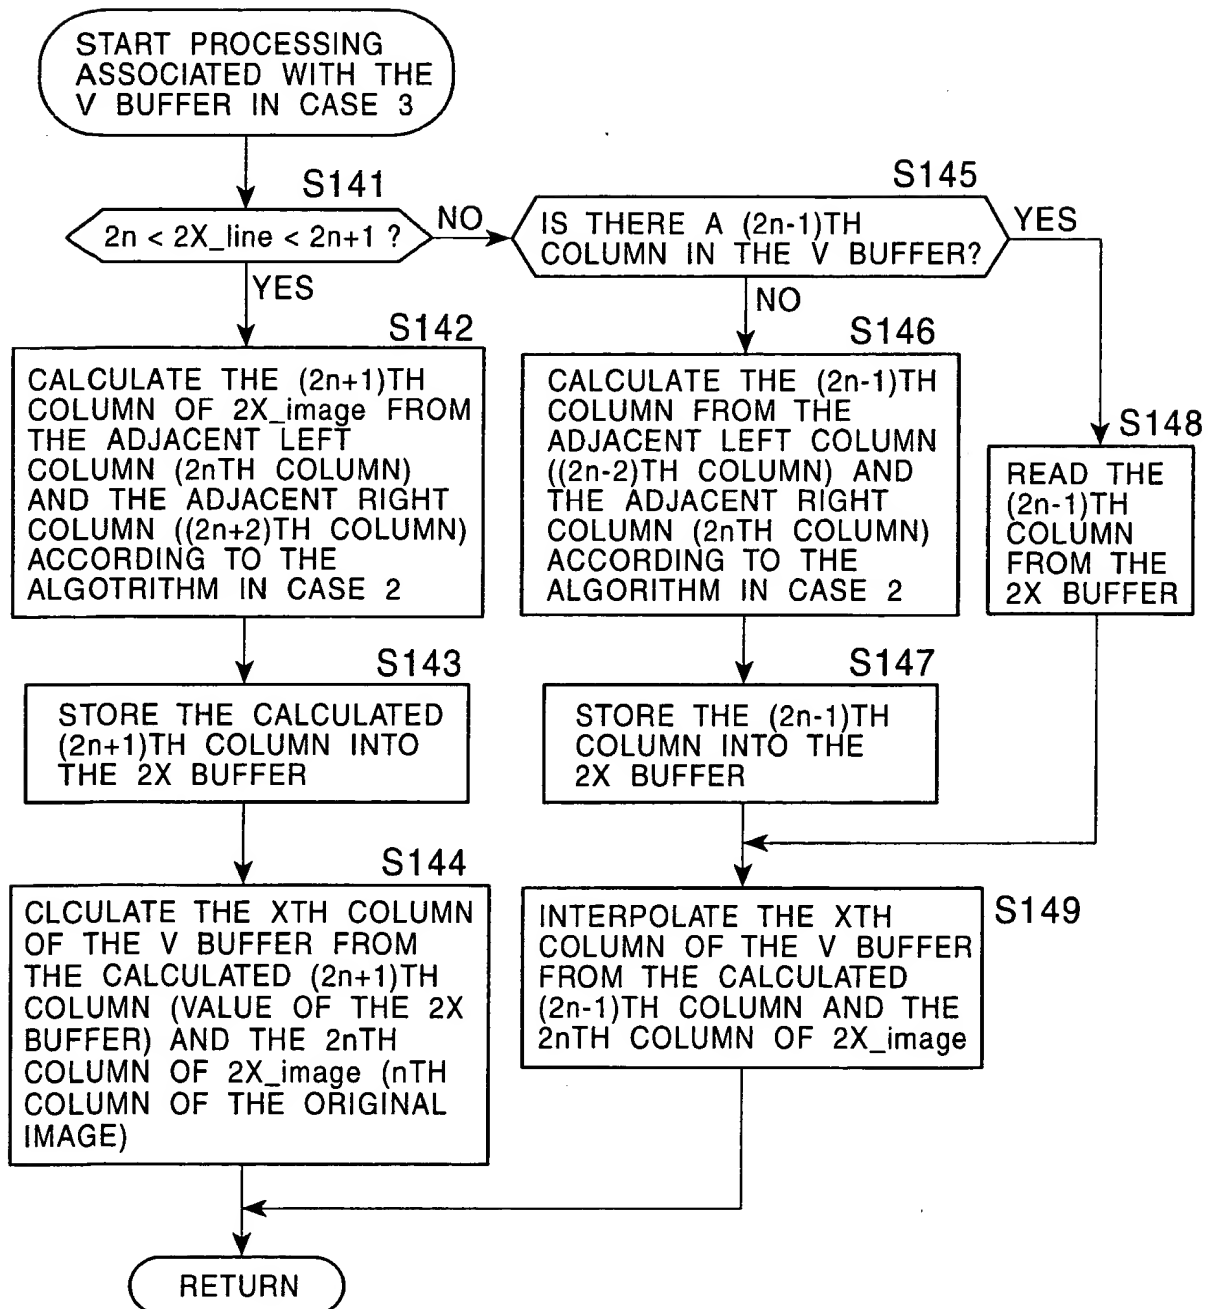 START PROCESSING
ASSOCIATED WITH THE
V BUFFER IN CASE 3
S141
2n < 2X_line < 2n+1 ?
NO
YES
S145
IS THERE A (2n-1)TH
COLUMN IN THE V BUFFER?
YES
NO
S142
CALCULATE THE (2n+1)TH
COLUMN OF 2X_image FROM
THE ADJACENT LEFT
COLUMN (2nTH COLUMN)
AND THE ADJACENT RIGHT
COLUMN ((2n+2)TH COLUMN)
ACCORDING TO THE
ALGOTRITHM IN CASE 2
S146
CALCULATE THE (2n-1)TH
COLUMN FROM THE
ADJACENT LEFT COLUMN
((2n-2)TH COLUMN) AND
THE ADJACENT RIGHT
COLUMN (2nTH COLUMN)
ACCORDING TO THE
ALGORITHM IN CASE 2
S148
READ THE
(2n-1)TH
COLUMN
FROM THE
2X BUFFER
S143
STORE THE CALCULATED
(2n+1)TH COLUMN INTO
THE 2X BUFFER
S147
STORE THE (2n-1)TH
COLUMN INTO THE
2X BUFFER
S144
CLCULATE THE XTH COLUMN
OF THE V BUFFER FROM
THE CALCULATED (2n+1)TH
COLUMN (VALUE OF THE 2X
BUFFER) AND THE 2nTH
COLUMN OF 2X_image (nTH
COLUMN OF THE ORIGINAL
IMAGE)
S149
INTERPOLATE THE XTH
COLUMN OF THE V BUFFER
FROM THE CALCULATED
(2n-1)TH COLUMN AND THE
2nTH COLUMN OF 2X_image
RETURN